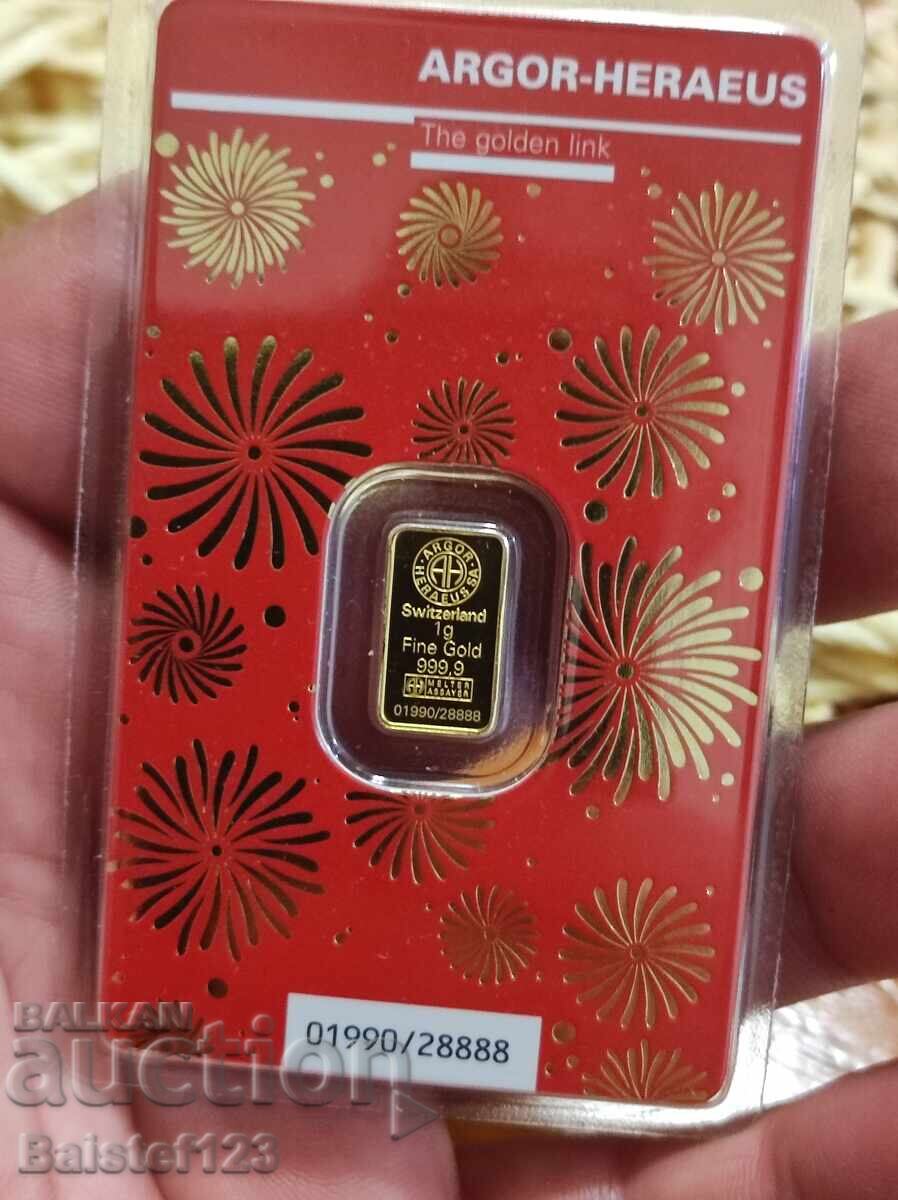 ARGOR-HERAEUS
The golden link
ARGOR
HERAEUS SA
Switzerland
1g
Fine Gold
999,9
MELTER
ASSAYER
01990/28888
01990/28888
BALKAN
auction
Baistef123